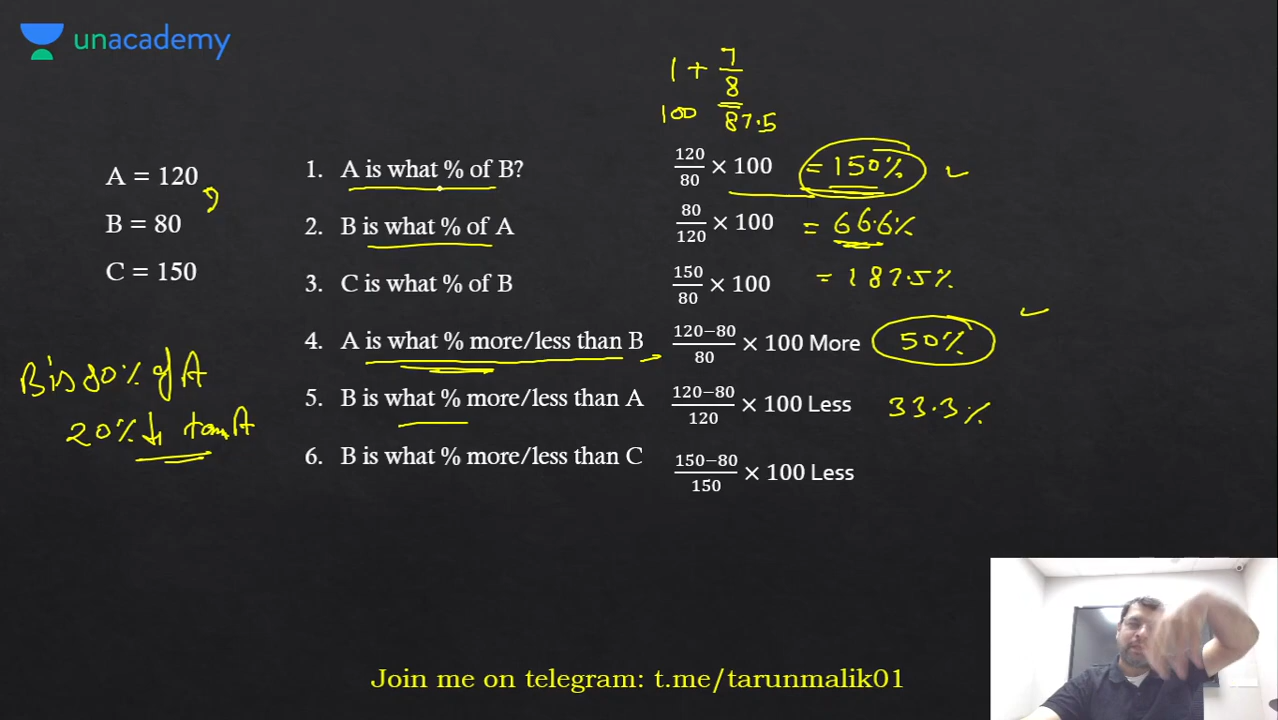 unacademy
1 + 7/8
100 87.5
A = 120
B = 80
C = 150
1. A is what % of B? 120/80 × 100 = 150%
2. B is what % of A 80/120 × 100 = 66.6%
3. C is what % of B 150/80 × 100 = 187.5%
4. A is what % more/less than B 120−80/80 × 100 More 50%
5. B is what % more/less than A 120−80/120 × 100 Less 33.3%
6. B is what % more/less than C 150−80/150 × 100 Less
B is 80% of A
20% ↓ than A
Join me on telegram: t.me/tarunmalik01